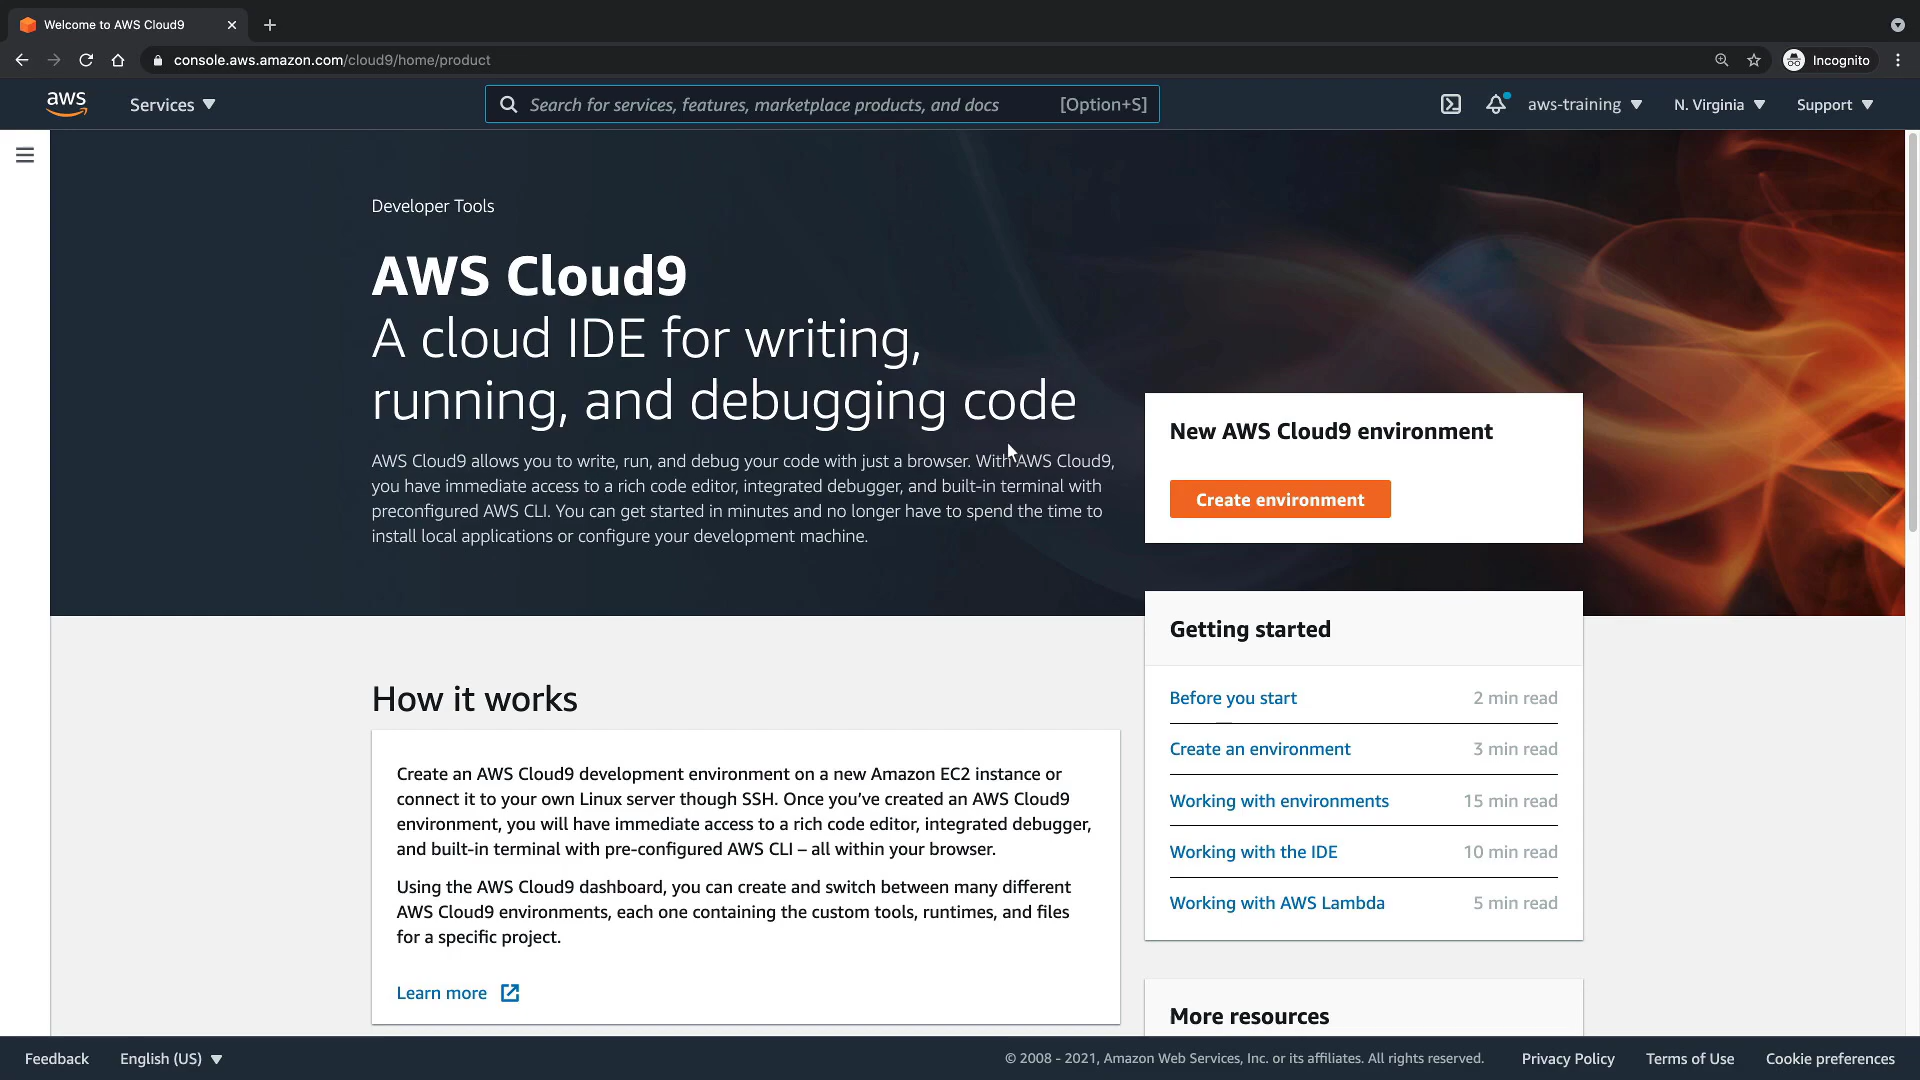 Welcome to AWS Cloud9
console.aws.amazon.com/cloud9/home/product
Incognito
aws
Services
Search for services, features, marketplace products, and docs
[Option+S]
aws-training
N. Virginia
Support
Developer Tools
AWS Cloud9
A cloud IDE for writing,
running, and debugging code
AWS Cloud9 allows you to write, run, and debug your code with just a browser. With AWS Cloud9,
you have immediate access to a rich code editor, integrated debugger, and built-in terminal with
preconfigured AWS CLI. You can get started in minutes and no longer have to spend the time to
install local applications or configure your development machine.
New AWS Cloud9 environment
Create environment
Getting started
Before you start 2 min read
Create an environment 3 min read
Working with environments 15 min read
Working with the IDE 10 min read
Working with AWS Lambda 5 min read
How it works
Create an AWS Cloud9 development environment on a new Amazon EC2 instance or
connect it to your own Linux server though SSH. Once you’ve created an AWS Cloud9
environment, you will have immediate access to a rich code editor, integrated debugger,
and built-in terminal with pre-configured AWS CLI – all within your browser.
Using the AWS Cloud9 dashboard, you can create and switch between many different
AWS Cloud9 environments, each one containing the custom tools, runtimes, and files
for a specific project.
Learn more
More resources
Feedback
English (US)
© 2008 - 2021, Amazon Web Services, Inc. or its affiliates. All rights reserved.
Privacy Policy
Terms of Use
Cookie preferences